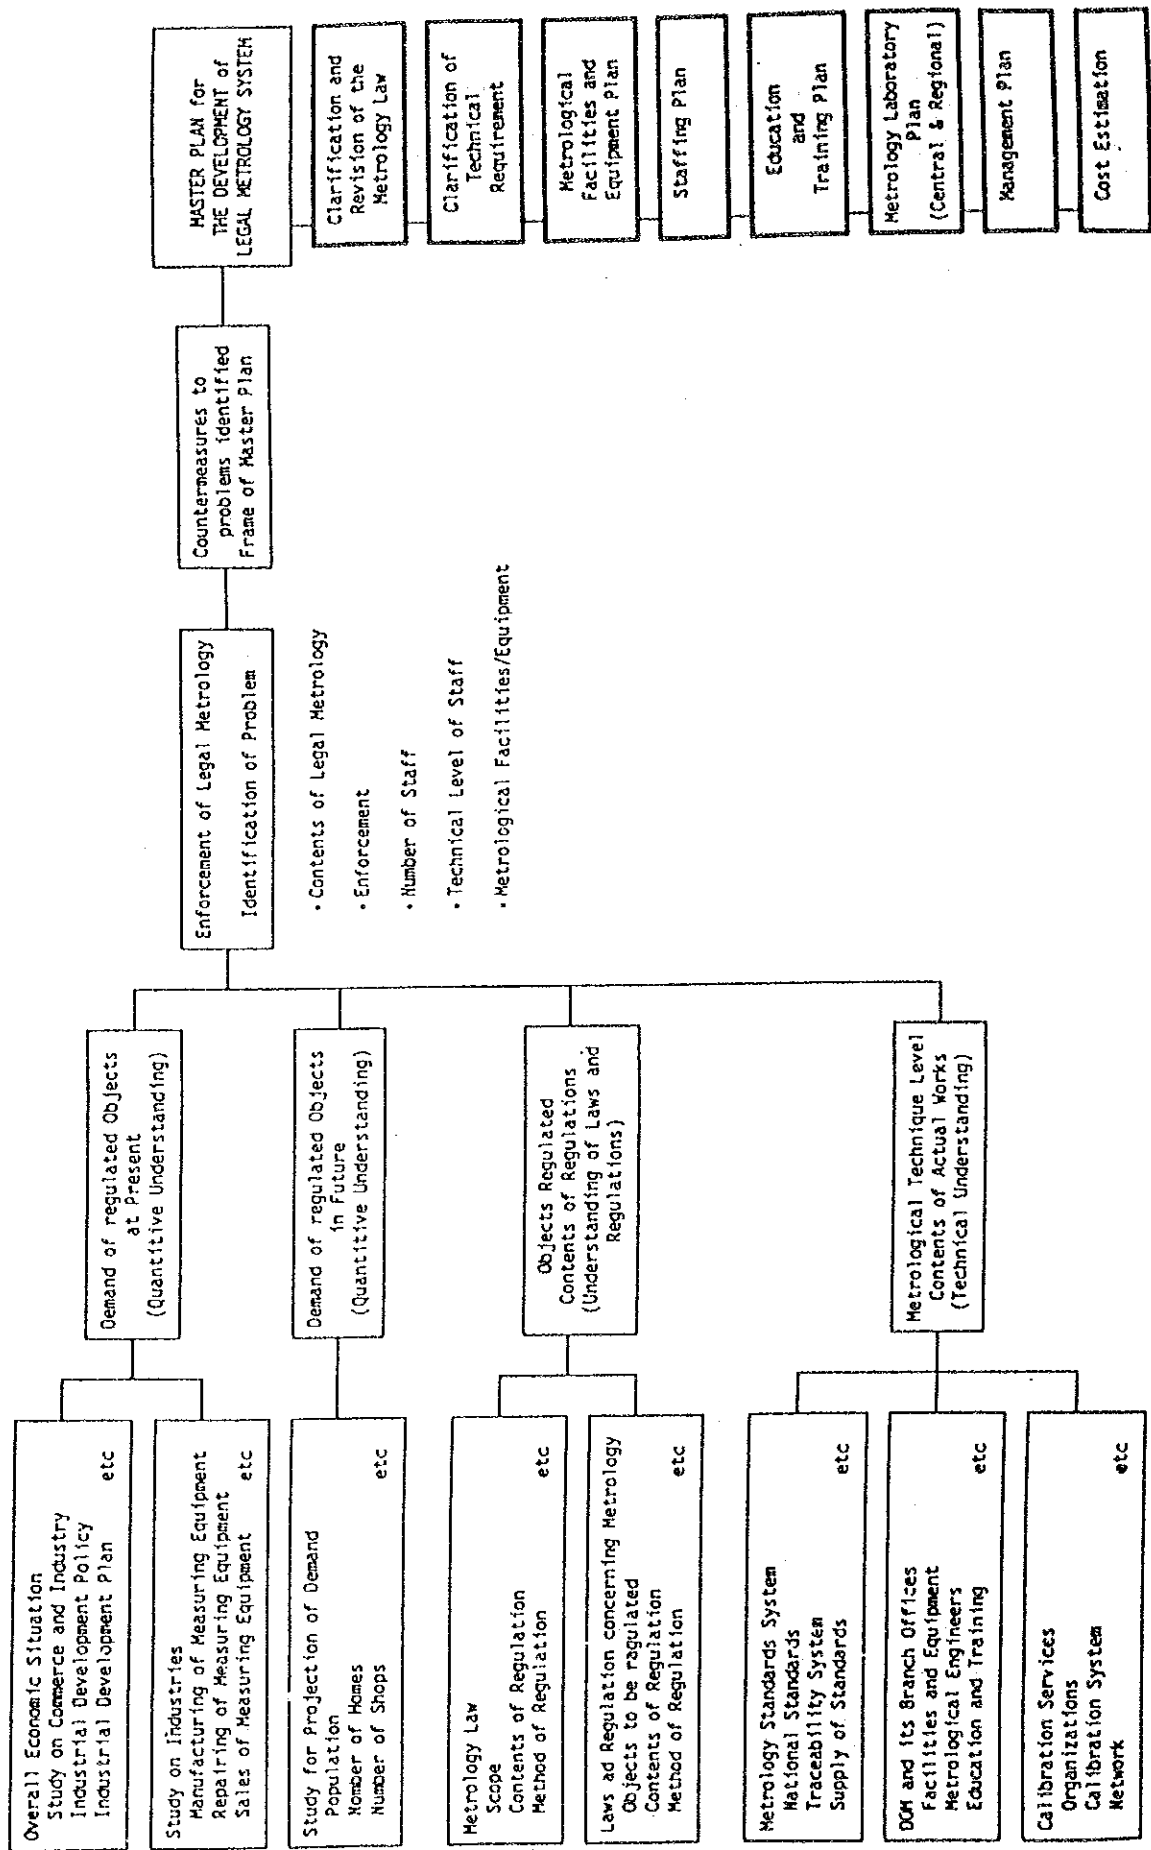 Overall Economic Situation
Study on Commerce and Industry
Industrial Development Policy
Industrial Development Plan etc
Study on Industries
Manufacturing of Measuring Equipment
Repairing of Measuring Equipment
Sales of Measuring Equipment etc
Study for Projection of Demand
Population
Nomber of Homes
Number of Shops etc
Metrology Law
Scope
Contents of Regulation
Method of Regulation etc
Laws ad Regulation concerning Metrology
Objects to be ragulated
Contents of Regulation
Method of Regulation etc
Metrology Standards System
National Standards
Traceability System
Supply of Standards etc
DOM and its Branch Offices
Facilities and Equipment
Metrological Engineers
Education and Training etc
Calibration Services
Organizations
Calibration System
Network etc
Demand of regulated Objects
at Present
(Quantitive Understanding)
Demand of regulated Objects
in Future
(Quantitive Understanding)
Objects Regulated
Contents of Regulations
(Understanding of Laws and
Regulations)
Metrological Technique Level
Contents of Actual Works
(Technical Understanding)
Enforcement of Legal Metrology
Identification of Problem
• Contents of Legal Metrology
• Enforcement
• Number of Staff
• Technical Level of Staff
• Metrological Facilities/Equipment
Countermeasures to
problems identified
Frame of Master Plan
MASTER PLAN for
THE DEVELOPMENT of
LEGAL METROLOGY SYSTEM
Clarification and
Revision of the
Metrology Law
Clarification of
Technical
Requirement
Metrological
Facilities and
Equipment Plan
Staffing Plan
Education
and
Training Plan
Metrology Laboratory
Plan
(Central & Regional)
Management Plan
Cost Estimation